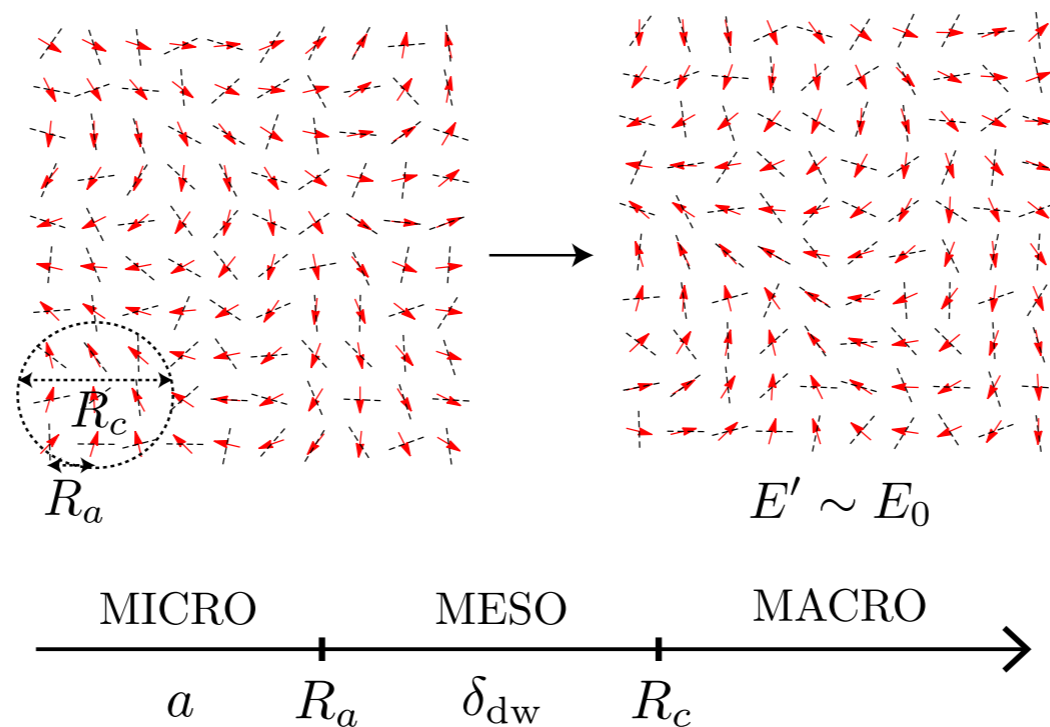 R_c
R_a
E′ ∼ E_0
MICRO MESO MACRO
a R_a δ_dw R_c